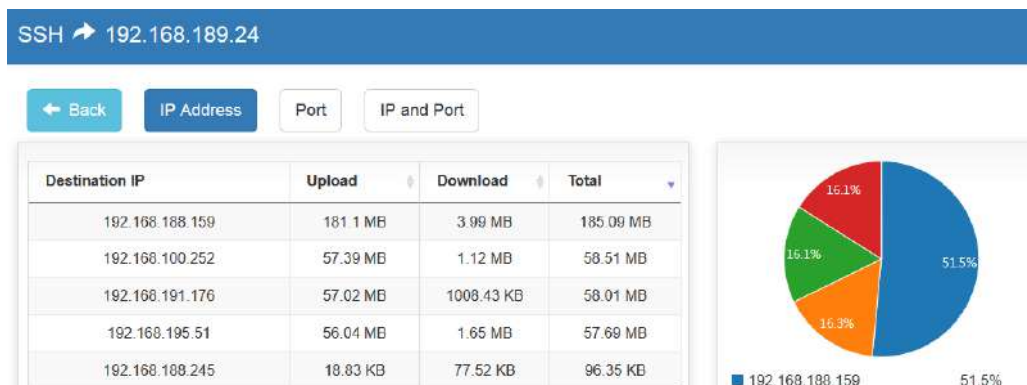 SSH 192.168.189.24
Back IP Address Port IP and Port
Destination IP Upload Download Total
192.168.188.159 181.1 MB 3.99 MB 185.09 MB
192.168.100.252 57.39 MB 1.12 MB 58.51 MB
192.168.191.176 57.02 MB 1008.43 KB 58.01 MB
192.168.195.51 56.04 MB 1.65 MB 57.69 MB
192.168.188.245 18.83 KB 77.52 KB 96.35 KB
16.1%
16.1%
51.5%
16.3%
192.168.188.159 51.5%